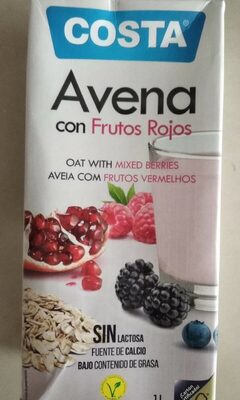 COSTA®
Avena
con Frutos Rojos
OAT WITH MIXED BERRIES
AVEIA COM FRUTOS VERMELHOS
SIN LACTOSA
FUENTE DE CALCIO
BAJO CONTENIDO DE GRASA
1L